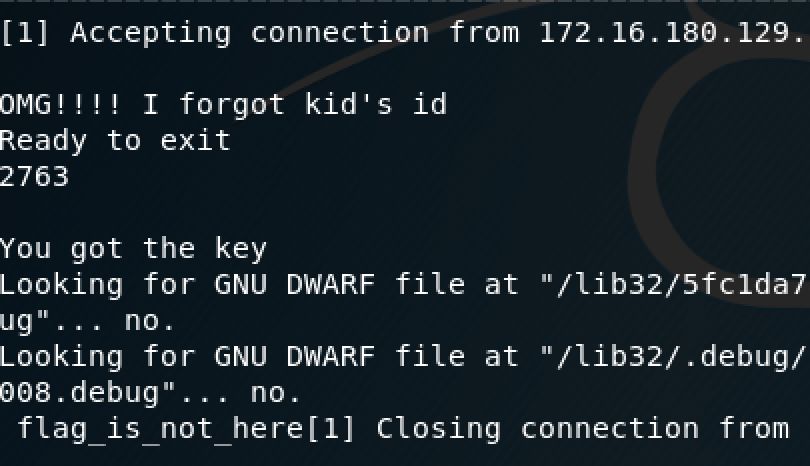 [1] Accepting connection from 172.16.180.129.
OMG!!!! I forgot kid's id
Ready to exit
2763
You got the key
Looking for GNU DWARF file at "/lib32/5fc1da7
ug"... no.
Looking for GNU DWARF file at "/lib32/.debug/
008.debug"... no.
flag_is_not_here[1] Closing connection from